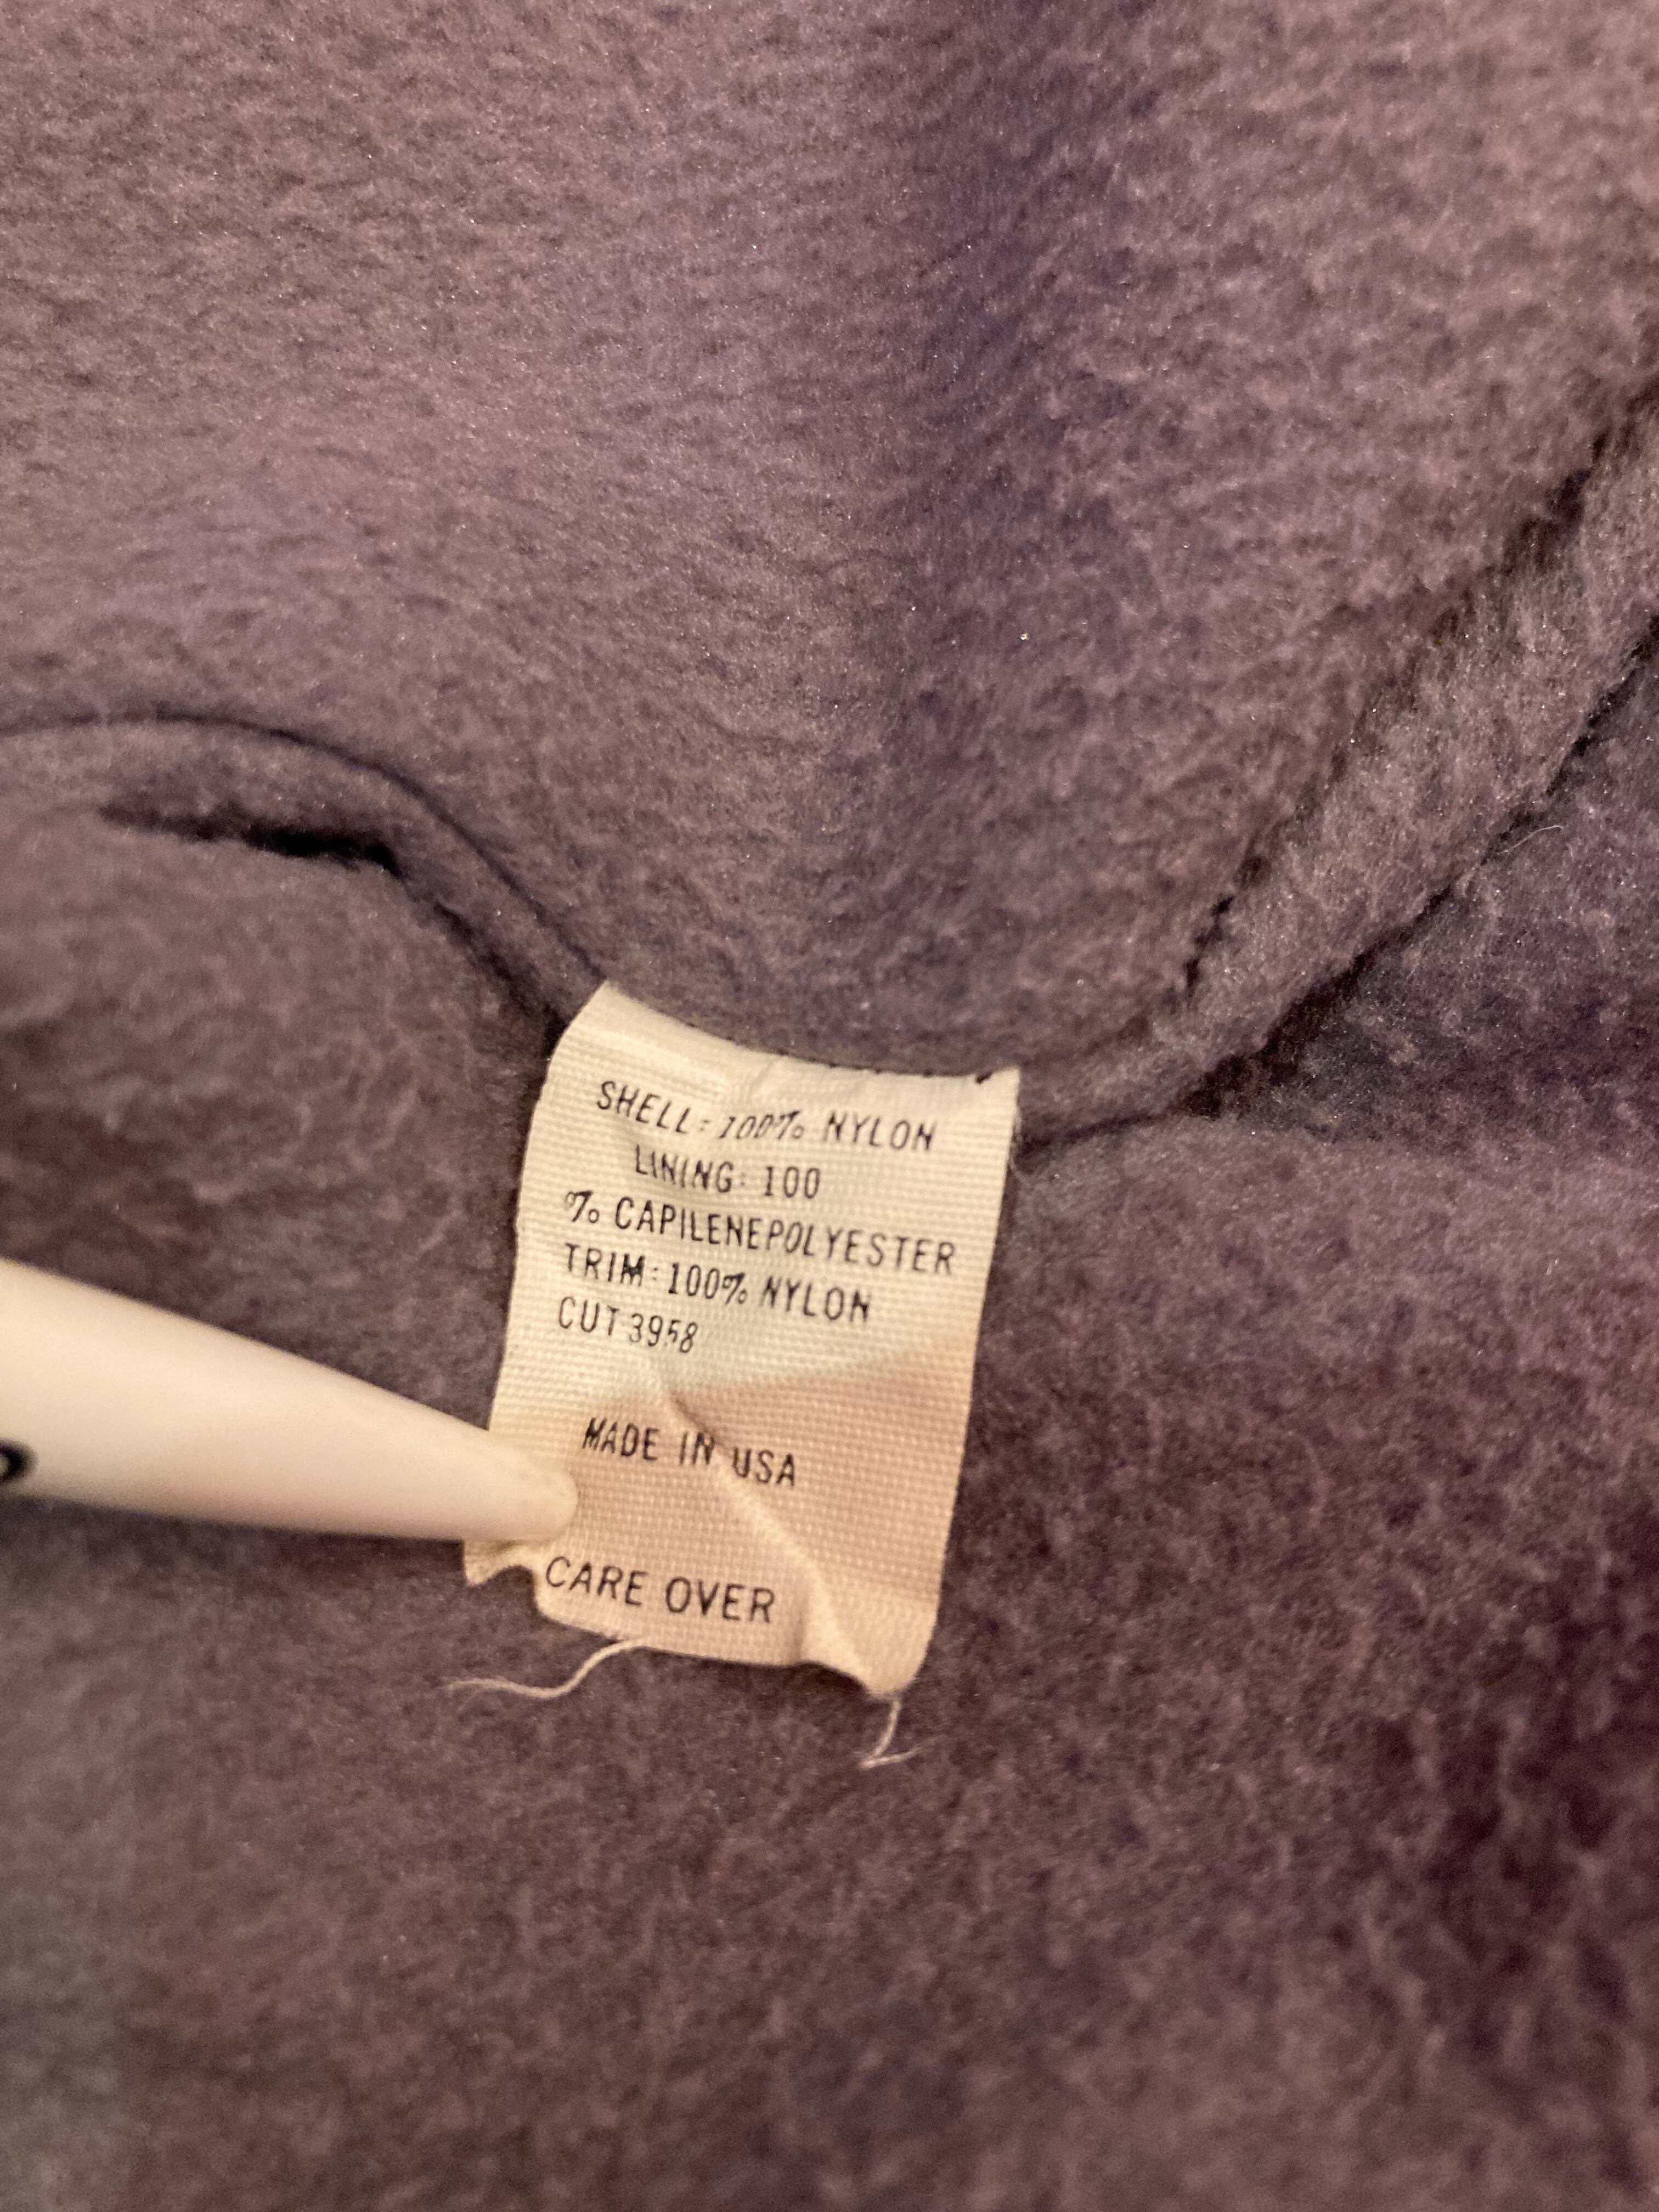 SHELL: 100% NYLON
LINING: 100
% CAPILENEPOLYESTER
TRIM: 100% NYLON
CUT 3958
MADE IN USA
CARE OVER